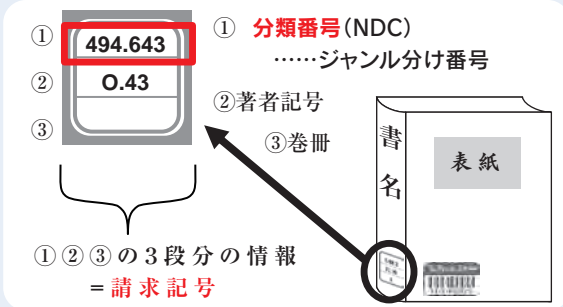 ① 494.643
② O.43
③
① 分類番号(NDC)
……ジャンル分け番号
②著者記号
③巻冊
①②③の3段分の情報
=請求記号
書名
表紙